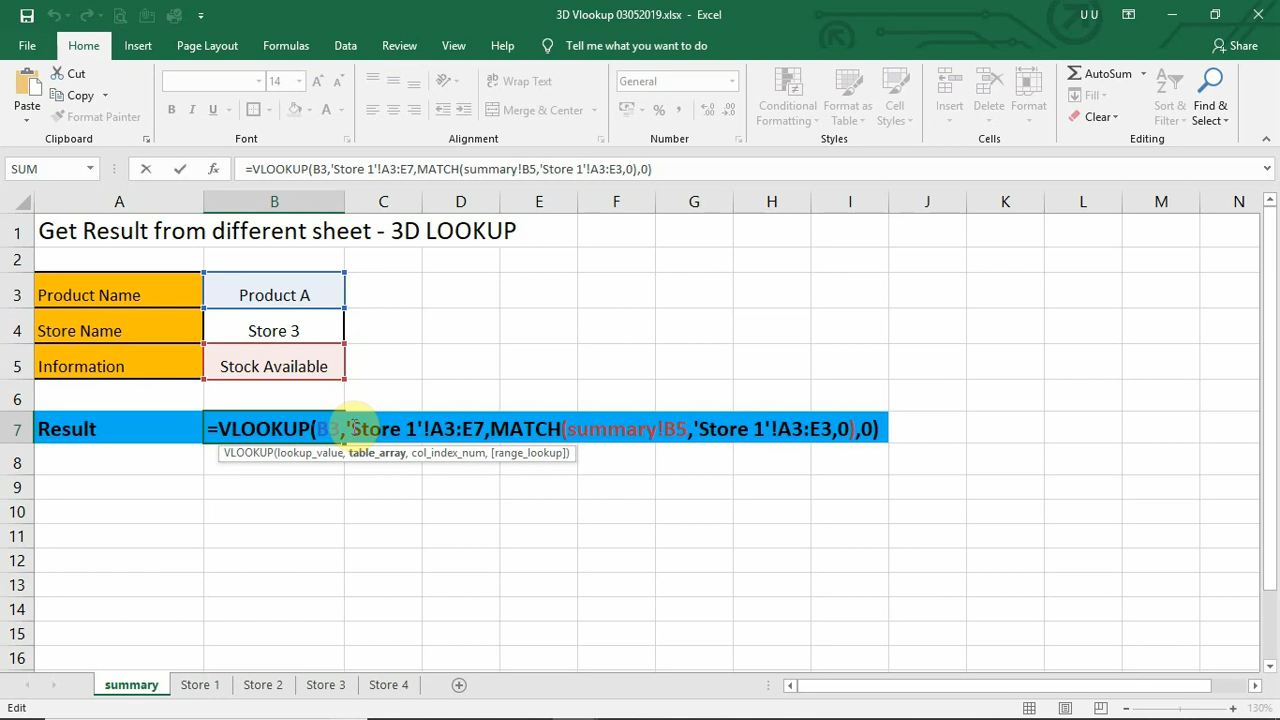 3D Vlookup 03052019.xlsx - Excel
U U
File Home Insert Page Layout Formulas Data Review View Help Tell me what you want to do Share
Paste
Cut
Copy
Format Painter
Clipboard
14
B I U
Font
Wrap Text
Merge & Center
Alignment
General
Number
Conditional Formatting
Format as Table
Cell Styles
Styles
Insert
Delete
Format
Cells
AutoSum
Fill
Clear
Sort & Filter
Find & Select
Editing
SUM
=VLOOKUP(B3,'Store 1'!A3:E7,MATCH(summary!B5,'Store 1'!A3:E3,0),0)
A B C D E F G H I J K L M N
1 Get Result from different sheet - 3D LOOKUP
2
3 Product Name Product A
4 Store Name Store 3
5 Information Stock Available
6
7 Result =VLOOKUP(B3,'Store 1'!A3:E7,MATCH(summary!B5,'Store 1'!A3:E3,0),0)
VLOOKUP(lookup_value, table_array, col_index_num, [range_lookup])
8
9
10
11
12
13
14
15
16
summary Store 1 Store 2 Store 3 Store 4
Edit
130%